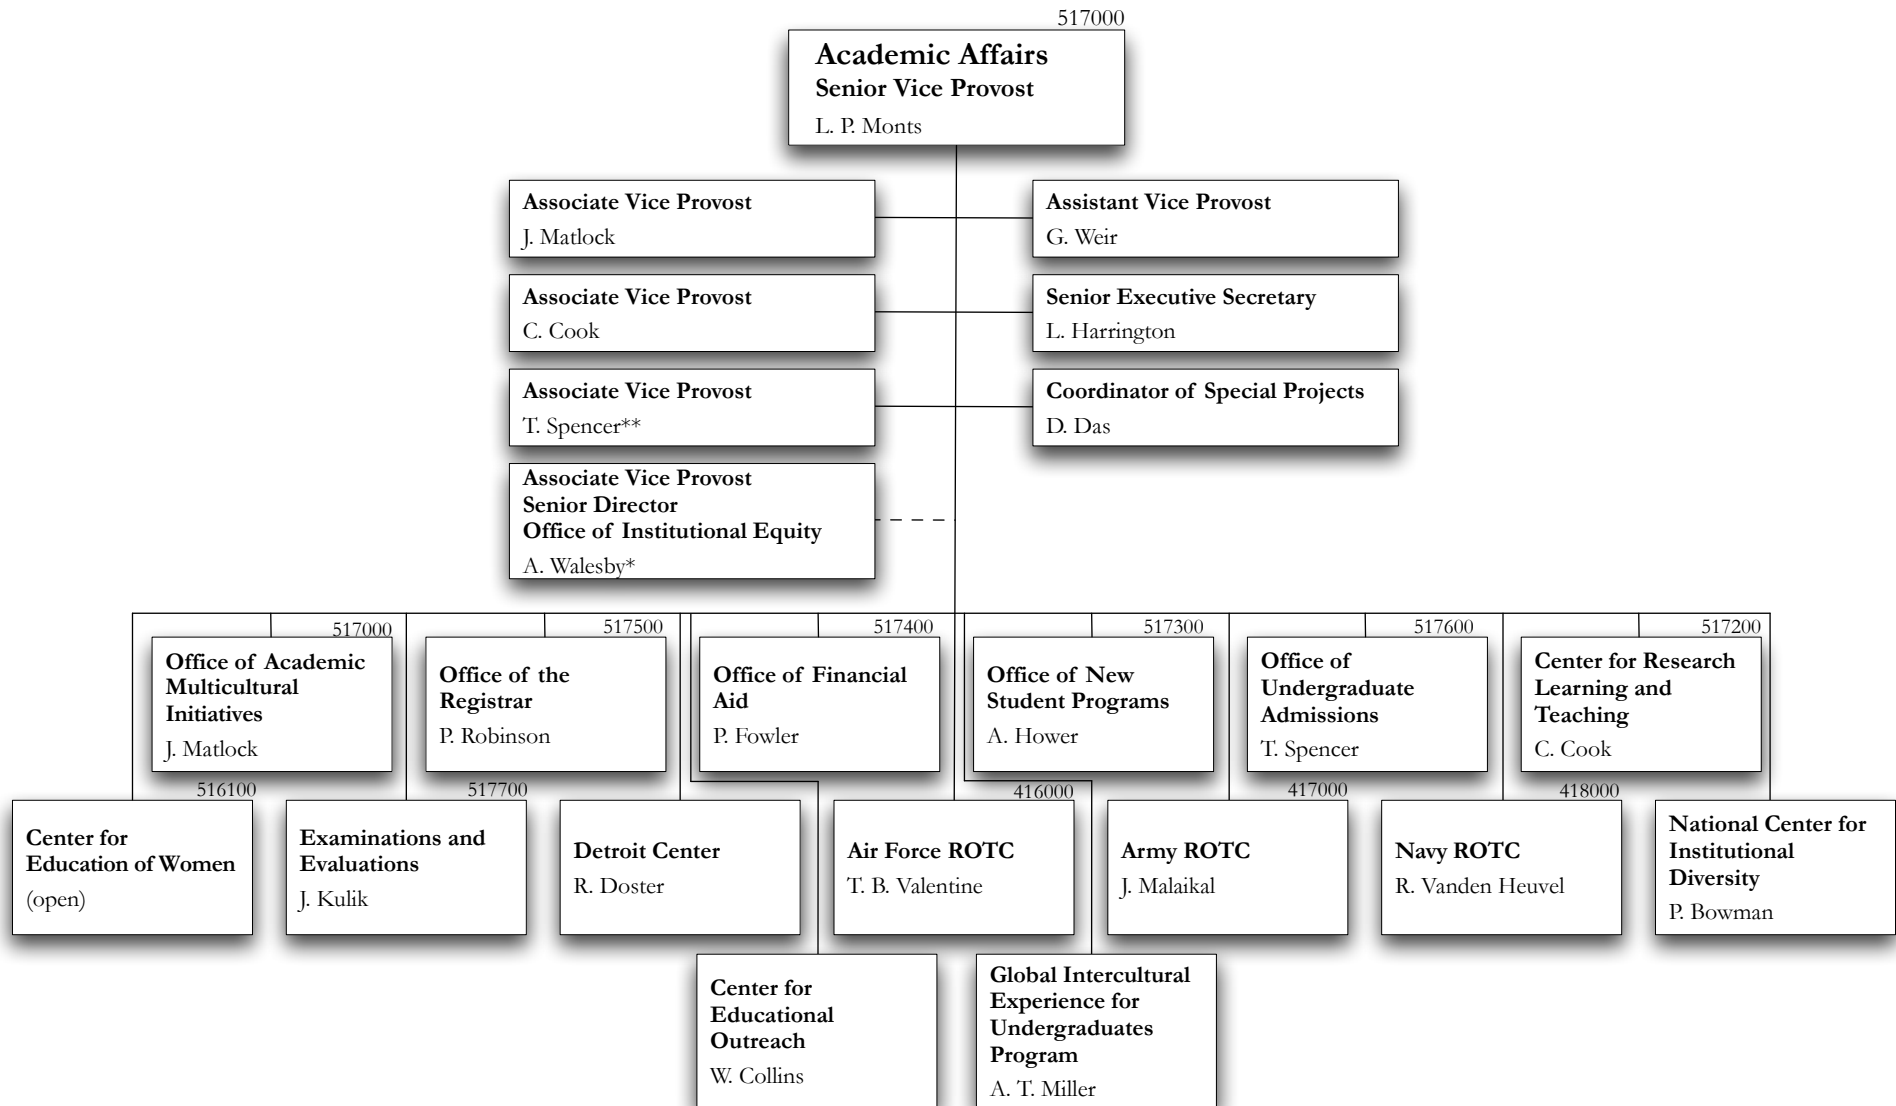 517000
Academic Affairs
Senior Vice Provost
L. P. Monts
Associate Vice Provost
J. Matlock
Assistant Vice Provost
G. Weir
Associate Vice Provost
C. Cook
Senior Executive Secretary
L. Harrington
Associate Vice Provost
T. Spencer**
Coordinator of Special Projects
D. Das
Associate Vice Provost
Senior Director
Office of Institutional Equity
A. Walesby*
517000
Office of Academic
Multicultural
Initiatives
J. Matlock
517500
Office of the
Registrar
P. Robinson
517400
Office of Financial
Aid
P. Fowler
517300
Office of New
Student Programs
A. Hower
517600
Office of
Undergraduate
Admissions
T. Spencer
517200
Center for Research
Learning and
Teaching
C. Cook
516100
Center for
Education of Women
(open)
517700
Examinations and
Evaluations
J. Kulik
Detroit Center
R. Doster
416000
Air Force ROTC
T. B. Valentine
417000
Army ROTC
J. Malaikal
418000
Navy ROTC
R. Vanden Heuvel
National Center for
Institutional
Diversity
P. Bowman
Center for
Educational
Outreach
W. Collins
Global Intercultural
Experience for
Undergraduates
Program
A. T. Miller